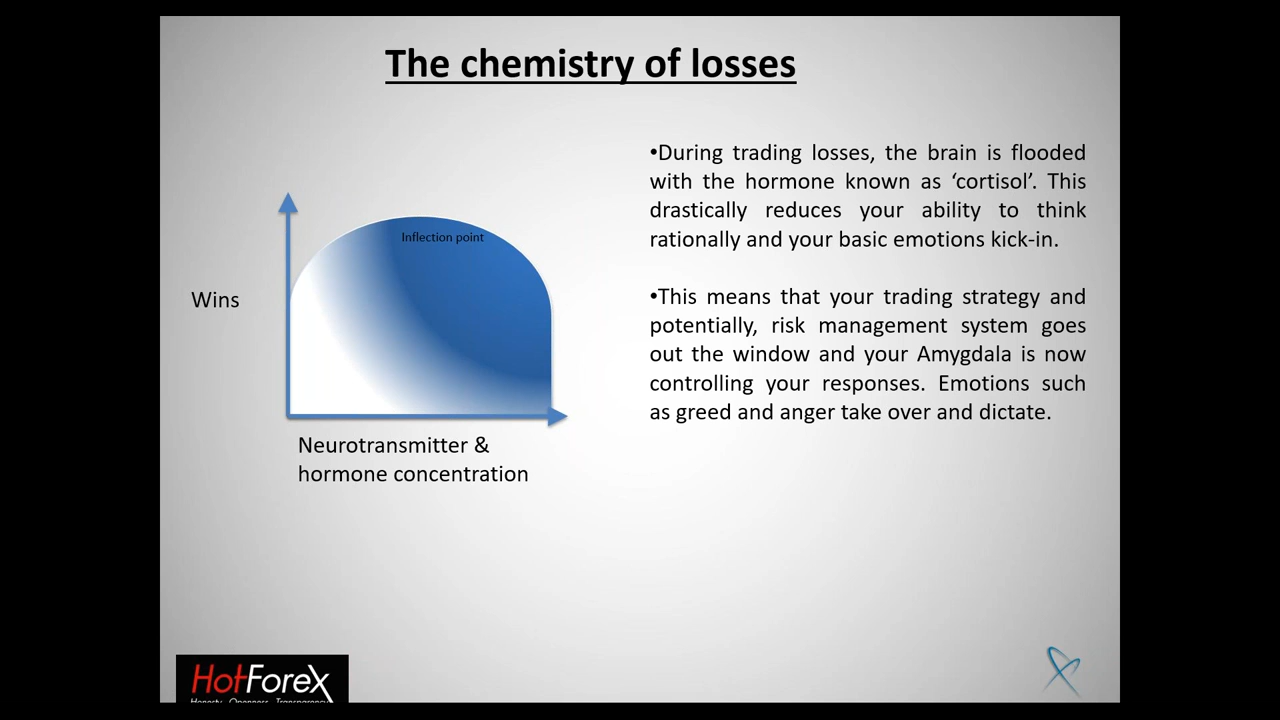 The chemistry of losses
•During trading losses, the brain is flooded
with the hormone known as ‘cortisol’. This
drastically reduces your ability to think
rationally and your basic emotions kick-in.
•This means that your trading strategy and
potentially, risk management system goes
out the window and your Amygdala is now
controlling your responses. Emotions such
as greed and anger take over and dictate.
Inflection point
Wins
Neurotransmitter &
hormone concentration
HotForex
Honesty Openness Transparency